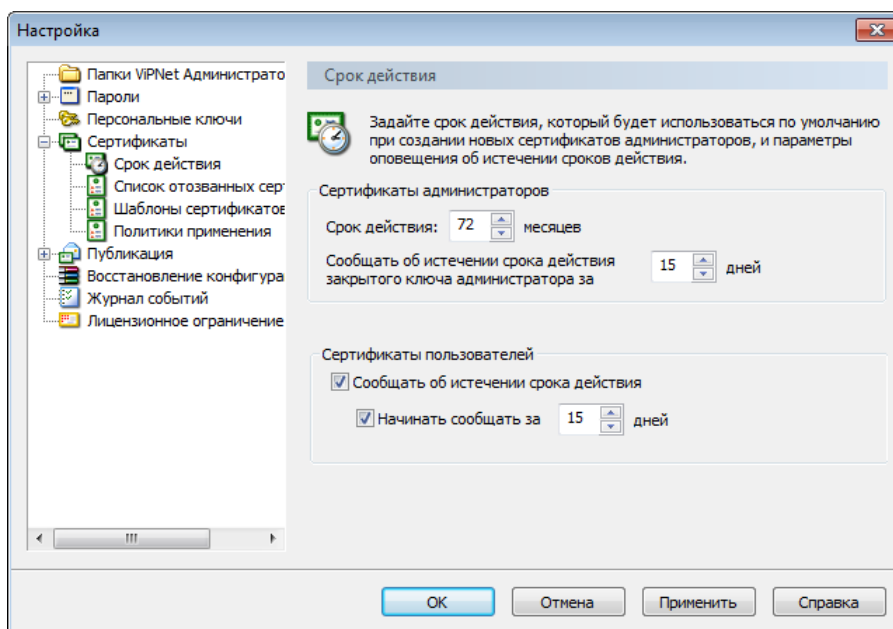 Настройка
Папки ViPNet Администрато
Пароли
Персональные ключи
Сертификаты
Срок действия
Список отозванных сер
Шаблоны сертификатов
Политики применения
Публикация
Восстановление конфигура
Журнал событий
Лицензионное ограничение
Срок действия
Задайте срок действия, который будет использоваться по умолчанию
при создании новых сертификатов администраторов, и параметры
оповещения об истечении сроков действия.
Сертификаты администраторов
Срок действия: 72 месяцев
Сообщать об истечении срока действия
закрытого ключа администратора за 15 дней
Сертификаты пользователей
Сообщать об истечении срока действия
Начинать сообщать за 15 дней
ОК Отмена Применить Справка